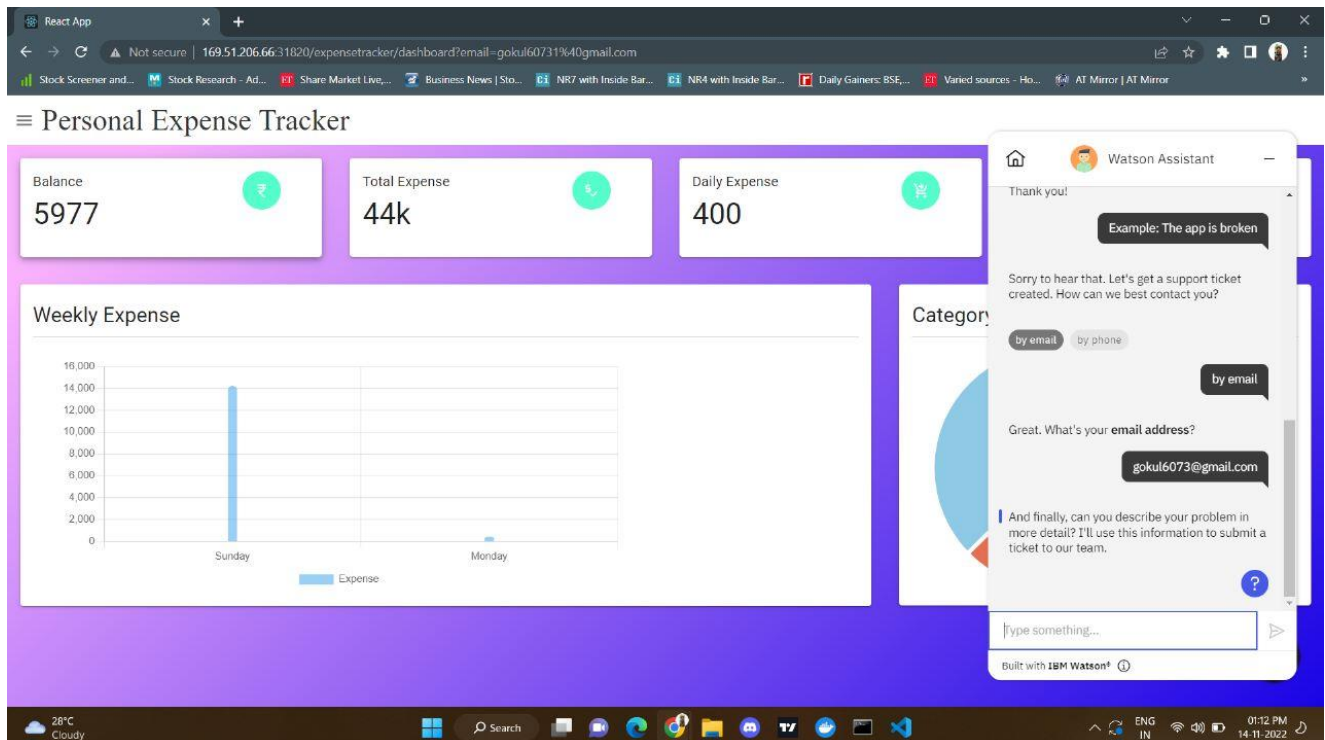 React App
Not secure | 169.51.206.66:31820/expensetracker/dashboard?email=gokul60731%40gmail.com
Stock Screener and... Stock Research - Ad... Share Market Live,... Business News | Sto... NR7 with Inside Bar... NR4 with Inside Bar... Daily Gainers: BSE,... Varied sources - Ho... AT Mirror | AT Mirror »
Personal Expense Tracker
Balance
5977
Total Expense
44k
Daily Expense
400
Weekly Expense
16,000
14,000
12,000
10,000
8,000
6,000
4,000
2,000
0
Sunday Monday
Expense
Category
Watson Assistant
Thank you!
Example: The app is broken
Sorry to hear that. Let's get a support ticket
created. How can we best contact you?
by email by phone
by email
Great. What's your email address?
gokul6073@gmail.com
And finally, can you describe your problem in
more detail? I'll use this information to submit a
ticket to our team.
?
Type something...
Built with IBM Watson®
28°C
Cloudy
Search
ENG
IN
01:12 PM
14-11-2022